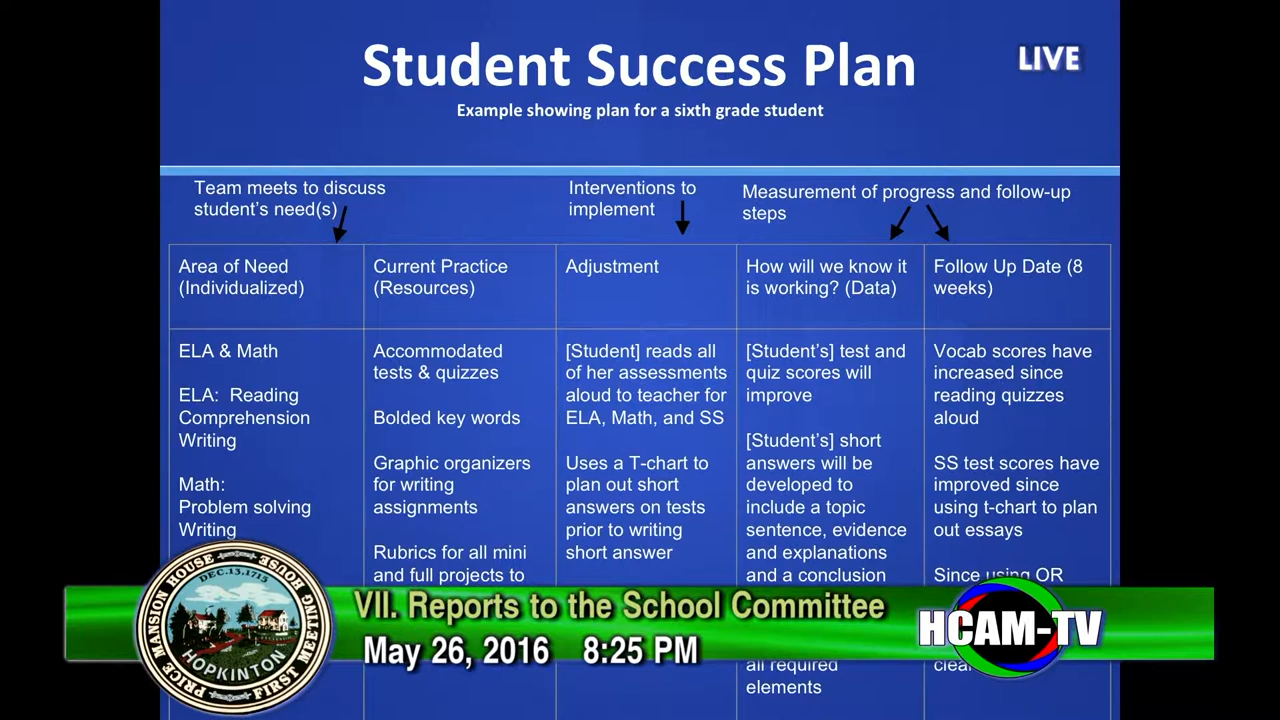 Student Success Plan
LIVE
Example showing plan for a sixth grade student
Team meets to discuss
student's need(s)
Interventions to
implement
Measurement of progress and follow-up
steps
Area of Need
(Individualized)
Current Practice
(Resources)
Adjustment
How will we know it
is working? (Data)
Follow Up Date (8
weeks)
ELA & Math
ELA: Reading
Comprehension
Writing
Math:
Problem solving
Writing
Accommodated
tests & quizzes
Bolded key words
Graphic organizers
for writing
assignments
Rubrics for all mini
and full projects to
[Student] reads all
of her assessments
aloud to teacher for
ELA, Math, and SS
Uses a T-chart to
plan out short
answers on tests
prior to writing
short answer
[Student's] test and
quiz scores will
improve
[Student's] short
answers will be
developed to
include a topic
sentence, evidence
and explanations
and a conclusion
all required
elements
Vocab scores have
increased since
reading quizzes
aloud
SS test scores have
improved since
using t-chart to plan
out essays
Since using OR
PRICE MANSION HOUSE
FIRST MEETING HOUSE
DEC. 13, 1715
HOPKINTON
VII. Reports to the School Committee
May 26, 2016 8:25 PM
HCAM-TV